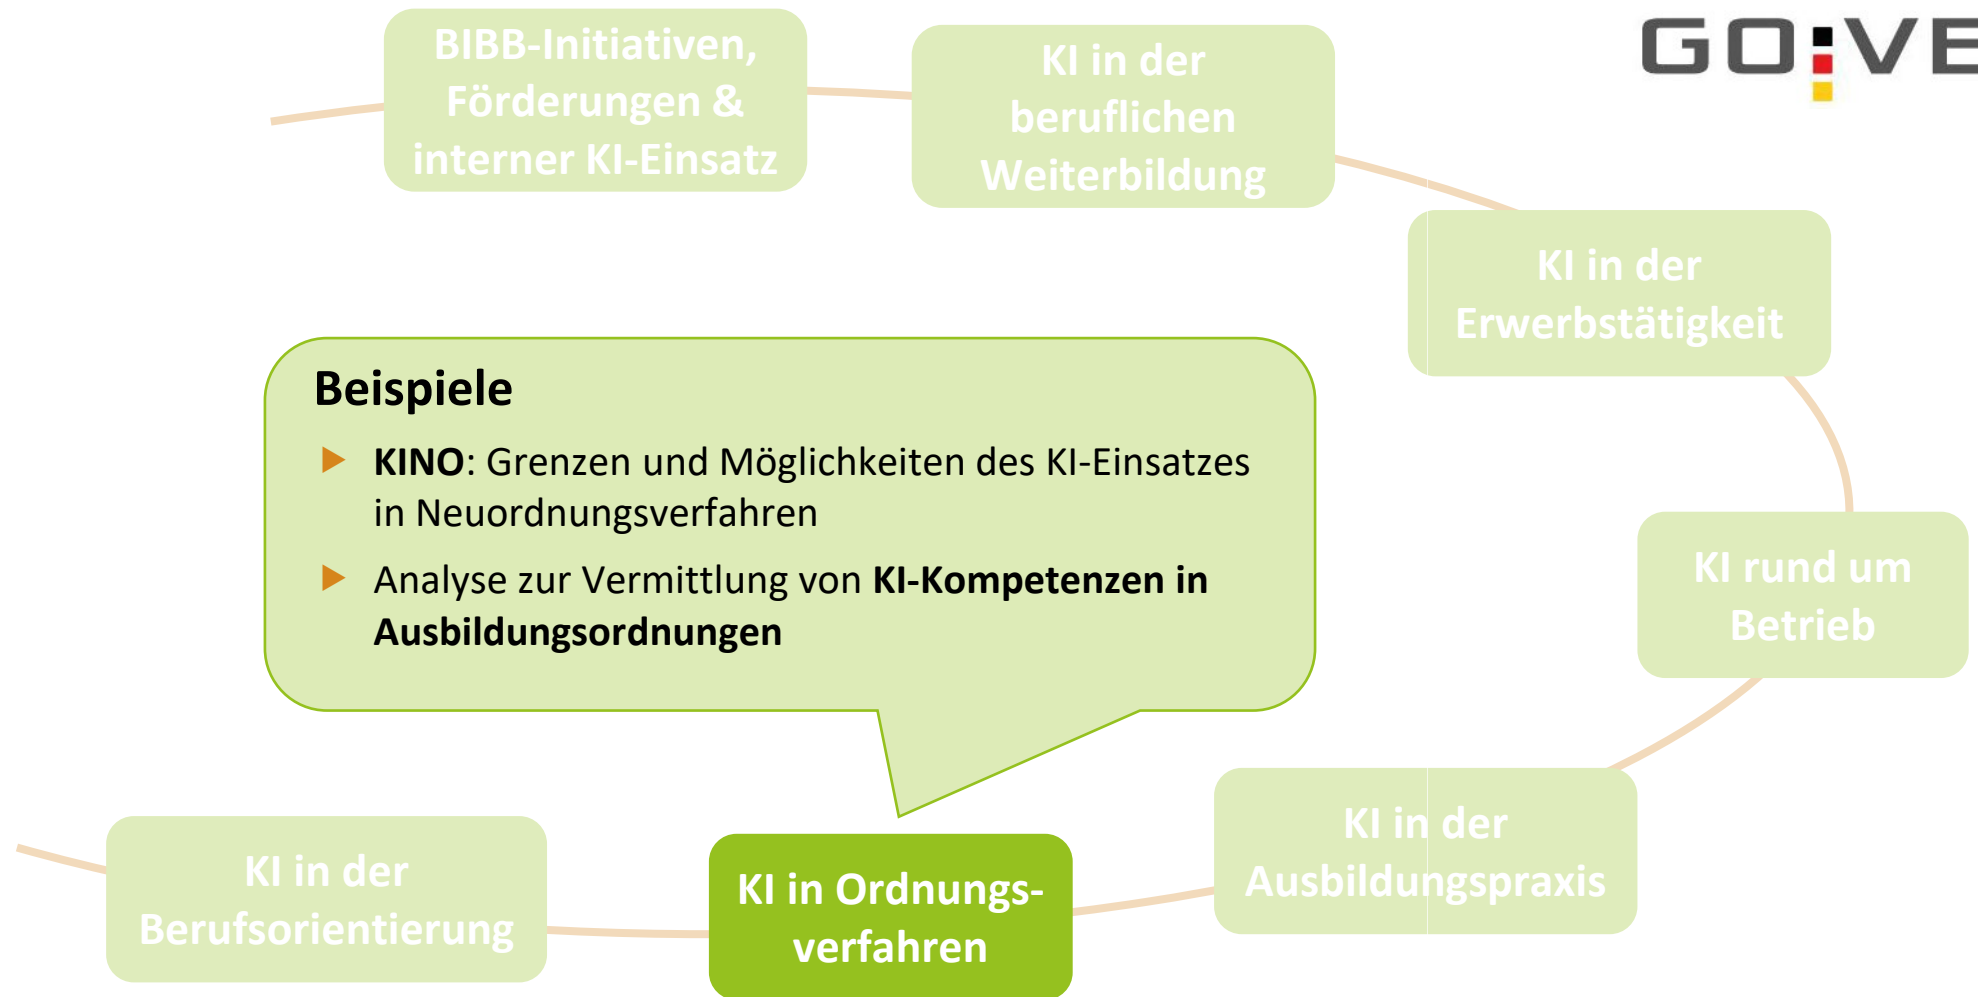 BIBB-Initiativen,
Förderungen &
interner KI-Einsatz
KI in der
beruflichen
Weiterbildung
GO VE
KI in der
Erwerbstätigkeit
Beispiele
KINO: Grenzen und Möglichkeiten des KI-Einsatzes
in Neuordnungsverfahren
Analyse zur Vermittlung von KI-Kompetenzen in
Ausbildungsordnungen
KI rund um
Betrieb
KI in der
Ausbildungspraxis
KI in Ordnungs-
verfahren
KI in der
Berufsorientierung